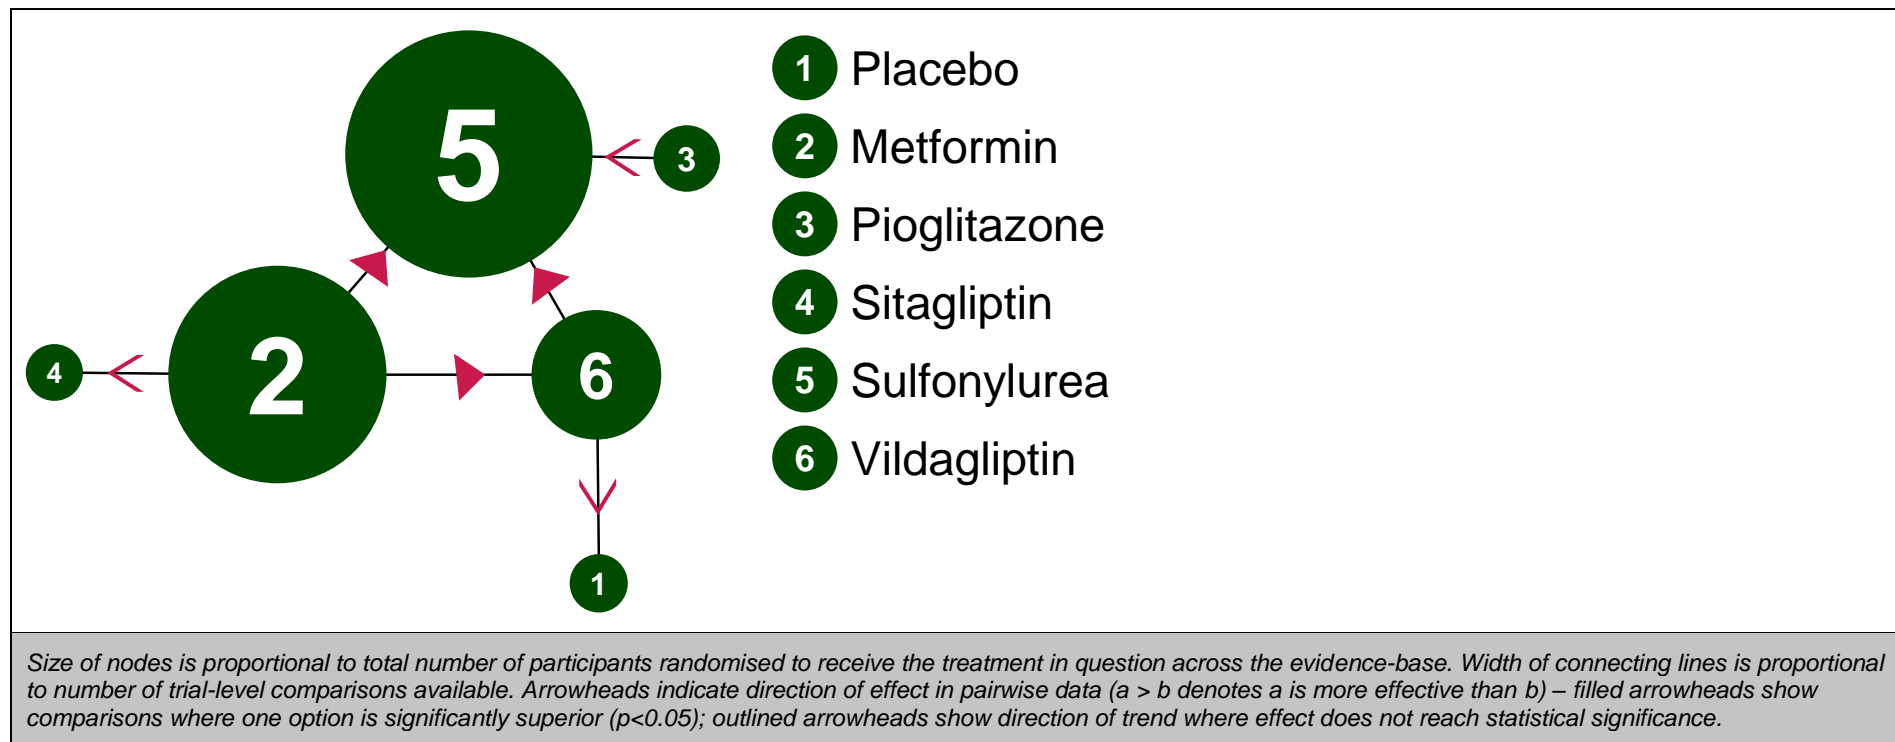 5
3
2
6
4
1
1 Placebo
2 Metformin
3 Pioglitazone
4 Sitagliptin
5 Sulfonylurea
6 Vildagliptin
Size of nodes is proportional to total number of participants randomised to receive the treatment in question across the evidence-base. Width of connecting lines is proportional
to number of trial-level comparisons available. Arrowheads indicate direction of effect in pairwise data (a > b denotes a is more effective than b) – filled arrowheads show
comparisons where one option is significantly superior (p<0.05); outlined arrowheads show direction of trend where effect does not reach statistical significance.